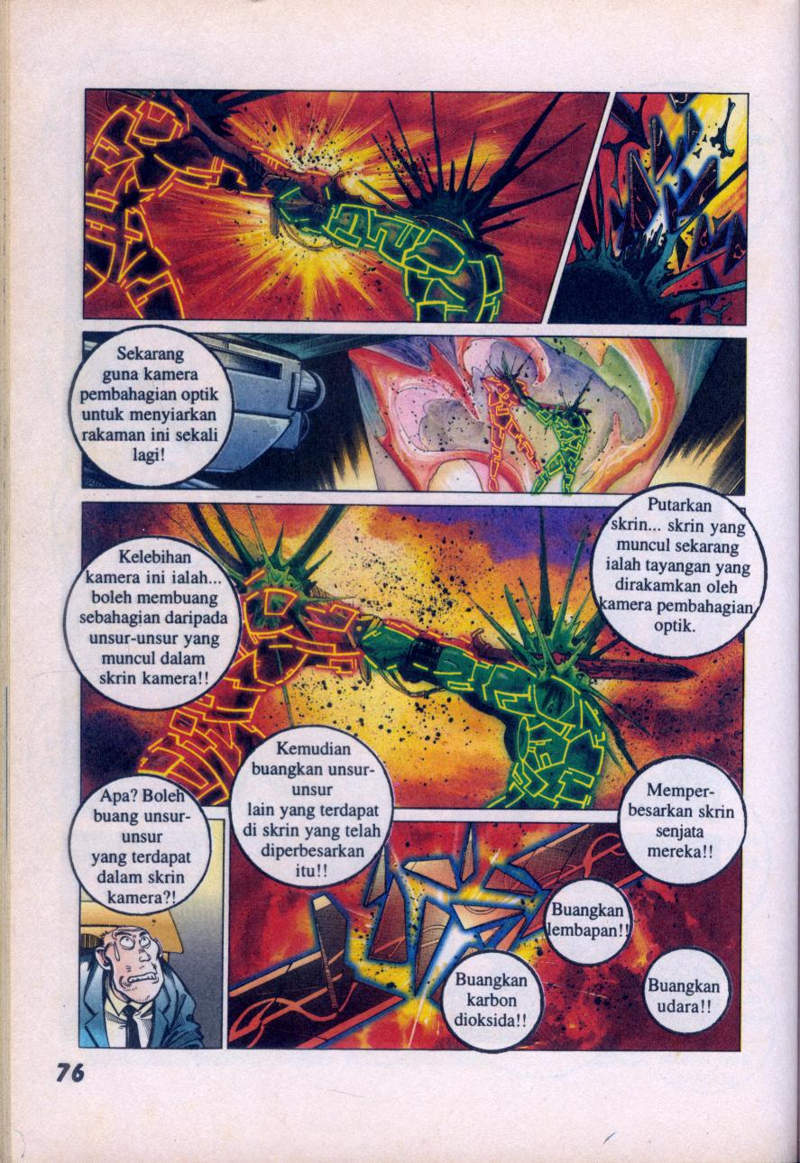 Sekarang
guna kamera
pembahagian optik
untuk menyiarkan
rakaman ini sekali
lagi!
Putarkan
skrin... skrin yang
muncul sekarang
ialah tayangan yang
dirakamkan oleh
kamera pembahagian
optik.
Kelebihan
kamera ini ialah...
boleh membuang
sebahagian daripada
unsur-unsur yang
muncul dalam
skrin kamera!!
Apa? Boleh
buang unsur-
unsur
yang terdapat
dalam skrin
kamera?!
Kemudian
buangkan unsur-
unsur
lain yang terdapat
di skrin yang telah
diperbesarkan
itu!!
Memper-
besarkan skrin
senjata
mereka!!
Buangkan
lembapan!!
Buangkan
karbon
dioksida!!
Buangkan
udara!!
76